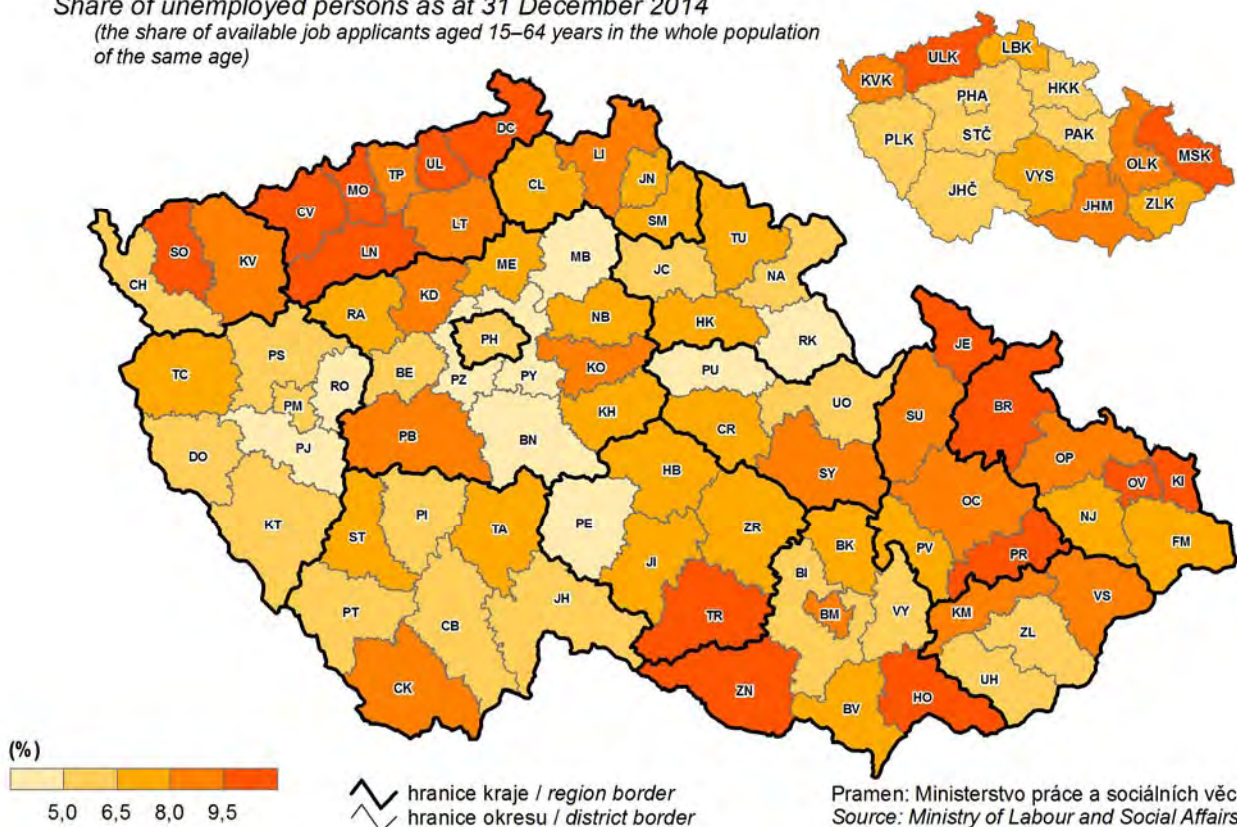 Share of unemployed persons as at 31 December 2014
(the share of available job applicants aged 15–64 years in the whole population
of the same age)
ULK
LBK
KVK
PHA
HKK
PLK
STČ
PAK
VYS
OLK
MSK
JHČ
JHM
ZLK
DC
UL
TP
MO
LI
JN
CL
CV
LT
SM
LN
TU
SO
KV
ME
MB
JC
NA
CH
KD
RA
NB
HK
PH
RK
JE
PS
TC
BE
KO
RO
PZ
PY
PU
BR
PM
UO
SU
KH
CR
PJ
PB
BN
DO
SY
OP
HB
OV
KI
OC
KT
PI
NJ
ST
TA
PE
ZR
FM
BK
PV
PR
JI
BI
VS
PT
CB
JH
TR
BM
VY
KM
ZL
CK
UH
ZN
HO
BV
(%)
5,0 6,5 8,0 9,5
hranice kraje / region border
hranice okresu / district border
Pramen: Ministerstvo práce a sociálních věc
Source: Ministry of Labour and Social Affairs